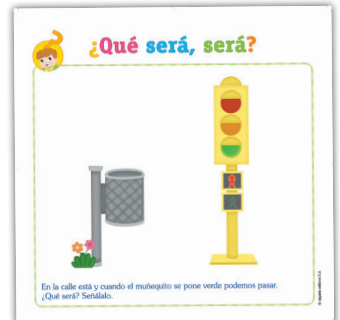 ¿Qué será, será?
En la calle está y cuando el muñequito se pone verde podemos pasar.
¿Qué será? Señálalo.